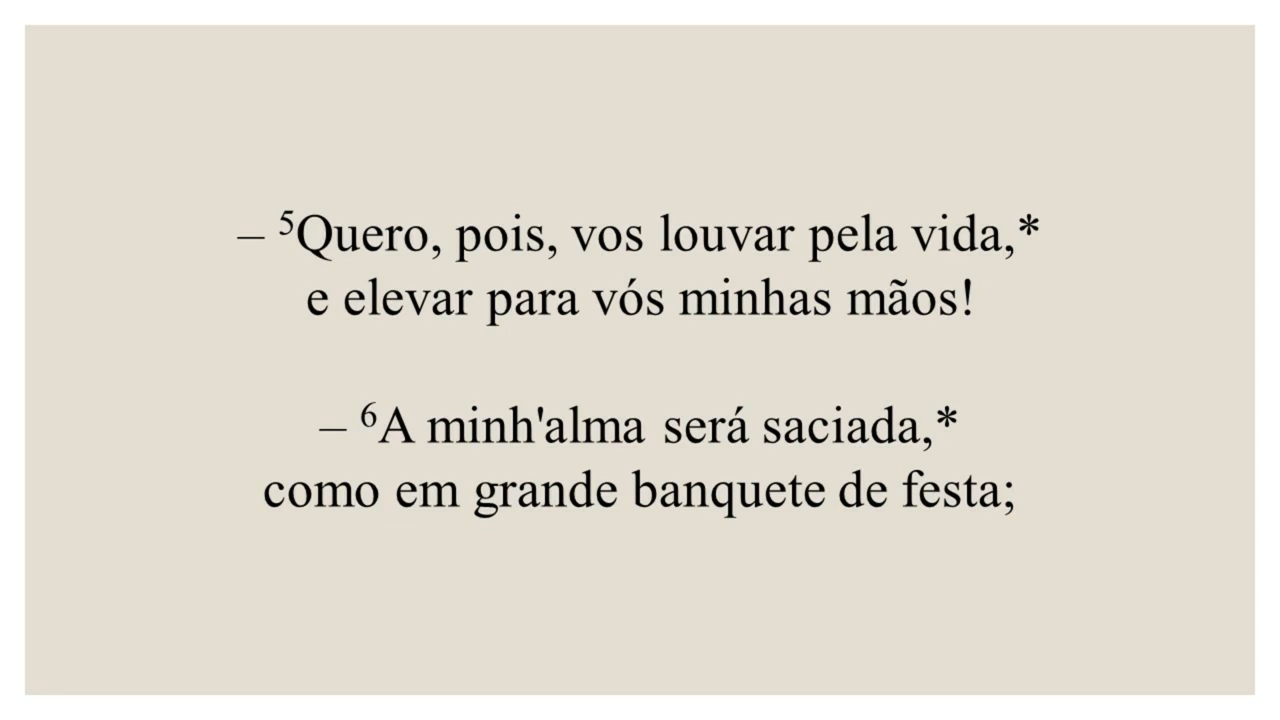 – ⁵Quero, pois, vos louvar pela vida,*
e elevar para vós minhas mãos!
– ⁶A minh'alma será saciada,*
como em grande banquete de festa;